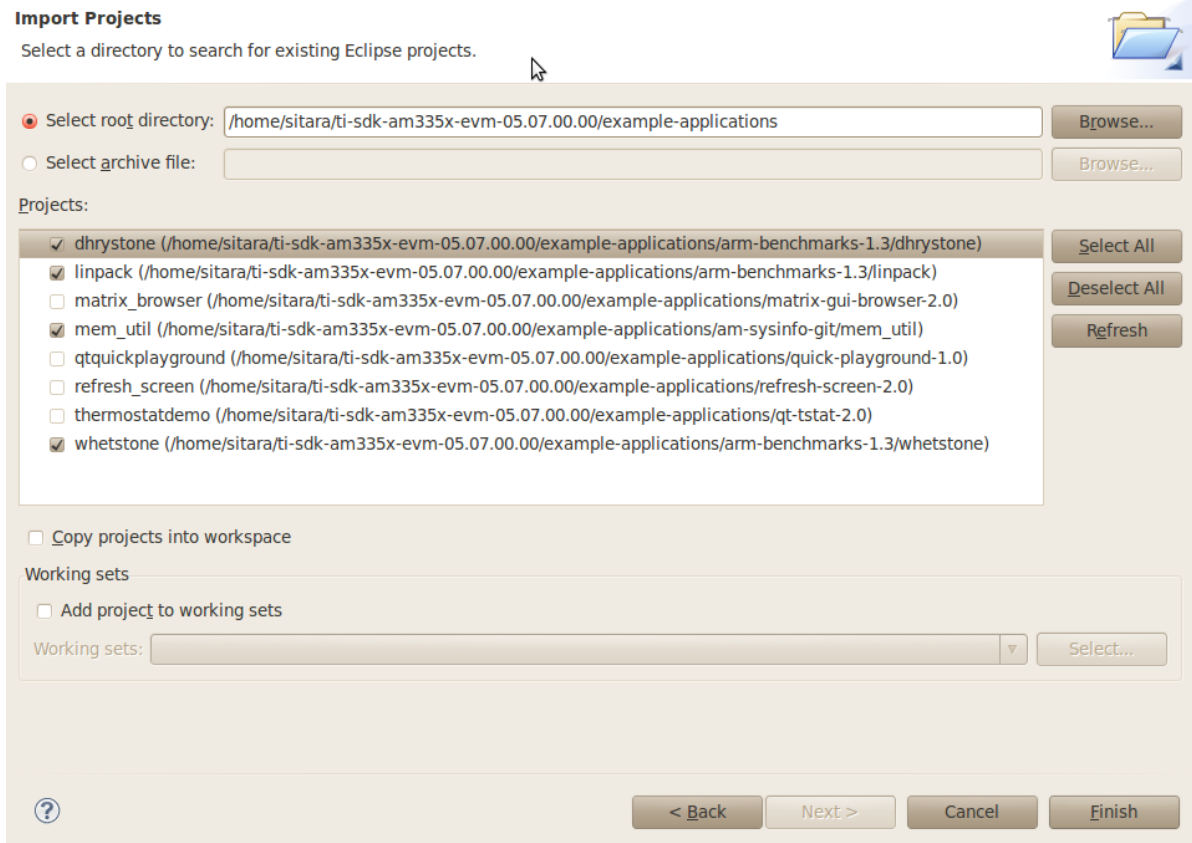 Import Projects
Select a directory to search for existing Eclipse projects.
Select root directory: /home/sitara/ti-sdk-am335x-evm-05.07.00.00/example-applications Browse...
Select archive file: Browse...
Projects:
dhrystone (/home/sitara/ti-sdk-am335x-evm-05.07.00.00/example-applications/arm-benchmarks-1.3/dhrystone)
Select All
linpack (/home/sitara/ti-sdk-am335x-evm-05.07.00.00/example-applications/arm-benchmarks-1.3/linpack)
Deselect All
matrix_browser (/home/sitara/ti-sdk-am335x-evm-05.07.00.00/example-applications/matrix-gui-browser-2.0)
mem_util (/home/sitara/ti-sdk-am335x-evm-05.07.00.00/example-applications/am-sysinfo-git/mem_util)
Refresh
qtquickplayground (/home/sitara/ti-sdk-am335x-evm-05.07.00.00/example-applications/quick-playground-1.0)
refresh_screen (/home/sitara/ti-sdk-am335x-evm-05.07.00.00/example-applications/refresh-screen-2.0)
thermostatdemo (/home/sitara/ti-sdk-am335x-evm-05.07.00.00/example-applications/qt-tstat-2.0)
whetstone (/home/sitara/ti-sdk-am335x-evm-05.07.00.00/example-applications/arm-benchmarks-1.3/whetstone)
Copy projects into workspace
Working sets
Add project to working sets
Working sets: Select...
? < Back Next > Cancel Finish